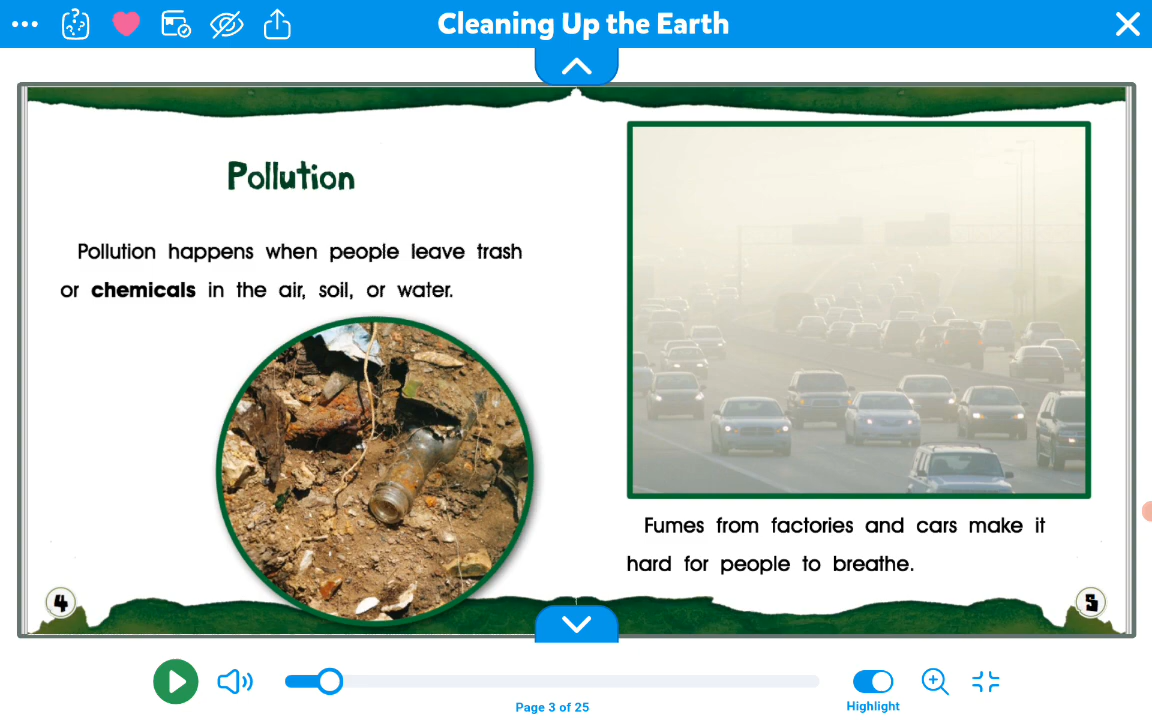 Cleaning Up the Earth
Pollution
Pollution happens when people leave trash
or chemicals in the air, soil, or water.
4
Fumes from factories and cars make it
hard for people to breathe.
5
Page 3 of 25
Highlight